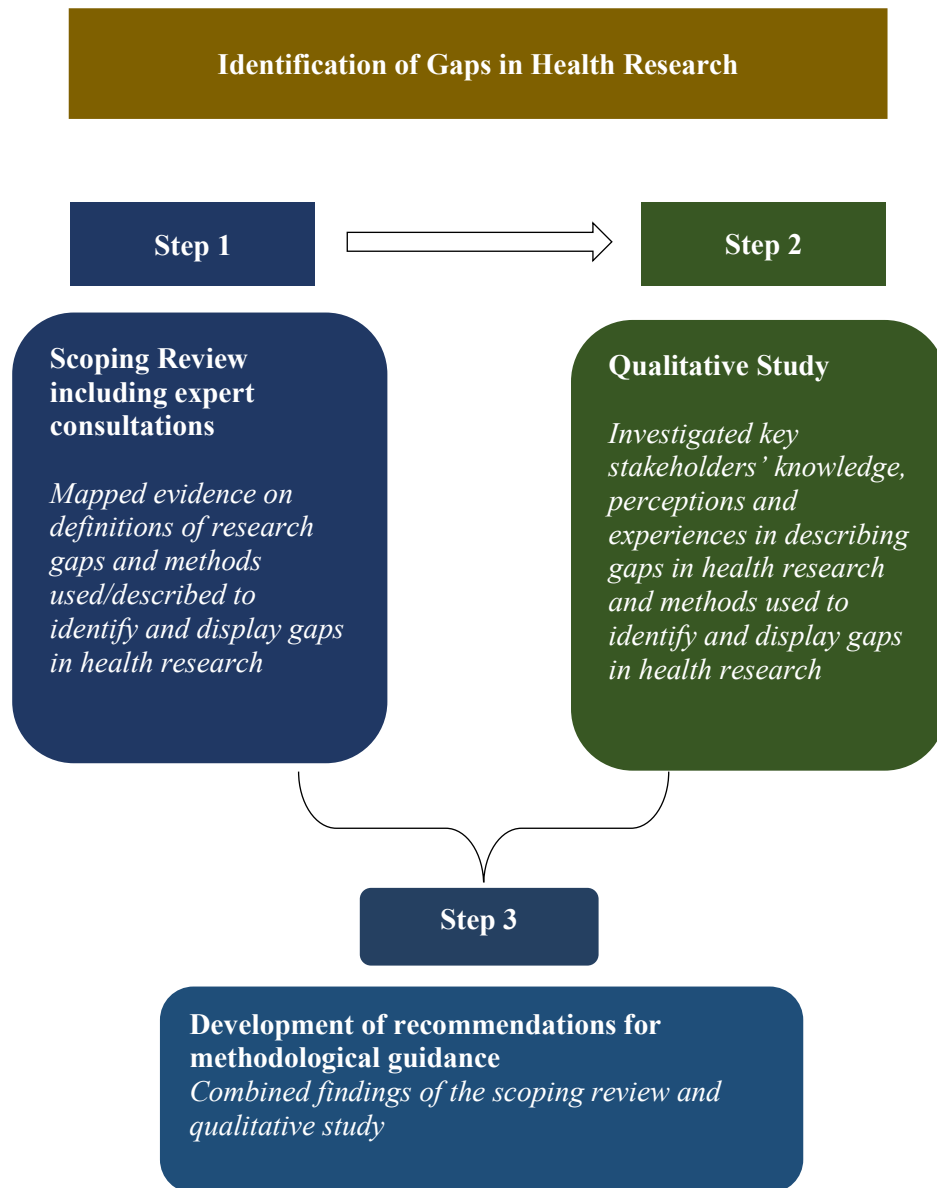 Identification of Gaps in Health Research
Step 1
Step 2
Scoping Review
including expert
consultations
Mapped evidence on
definitions of research
gaps and methods
used/described to
identify and display gaps
in health research
Qualitative Study
Investigated key
stakeholders’ knowledge,
perceptions and
experiences in describing
gaps in health research
and methods used to
identify and display gaps
in health research
Step 3
Development of recommendations for
methodological guidance
Combined findings of the scoping review and
qualitative study